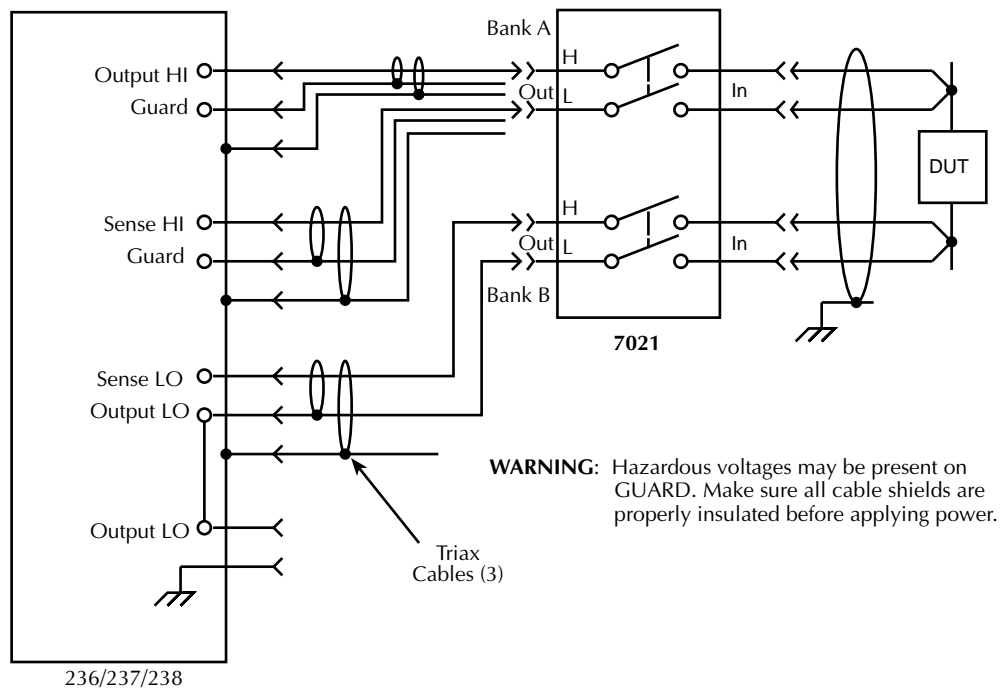 Bank A
Output HI
H
Out
L
In
Guard
DUT
Sense HI
H
Guard
Out
L
In
Bank B
7021
Sense LO
Output LO
WARNING: Hazardous voltages may be present on
GUARD. Make sure all cable shields are
properly insulated before applying power.
Output LO
Triax
Cables (3)
236/237/238